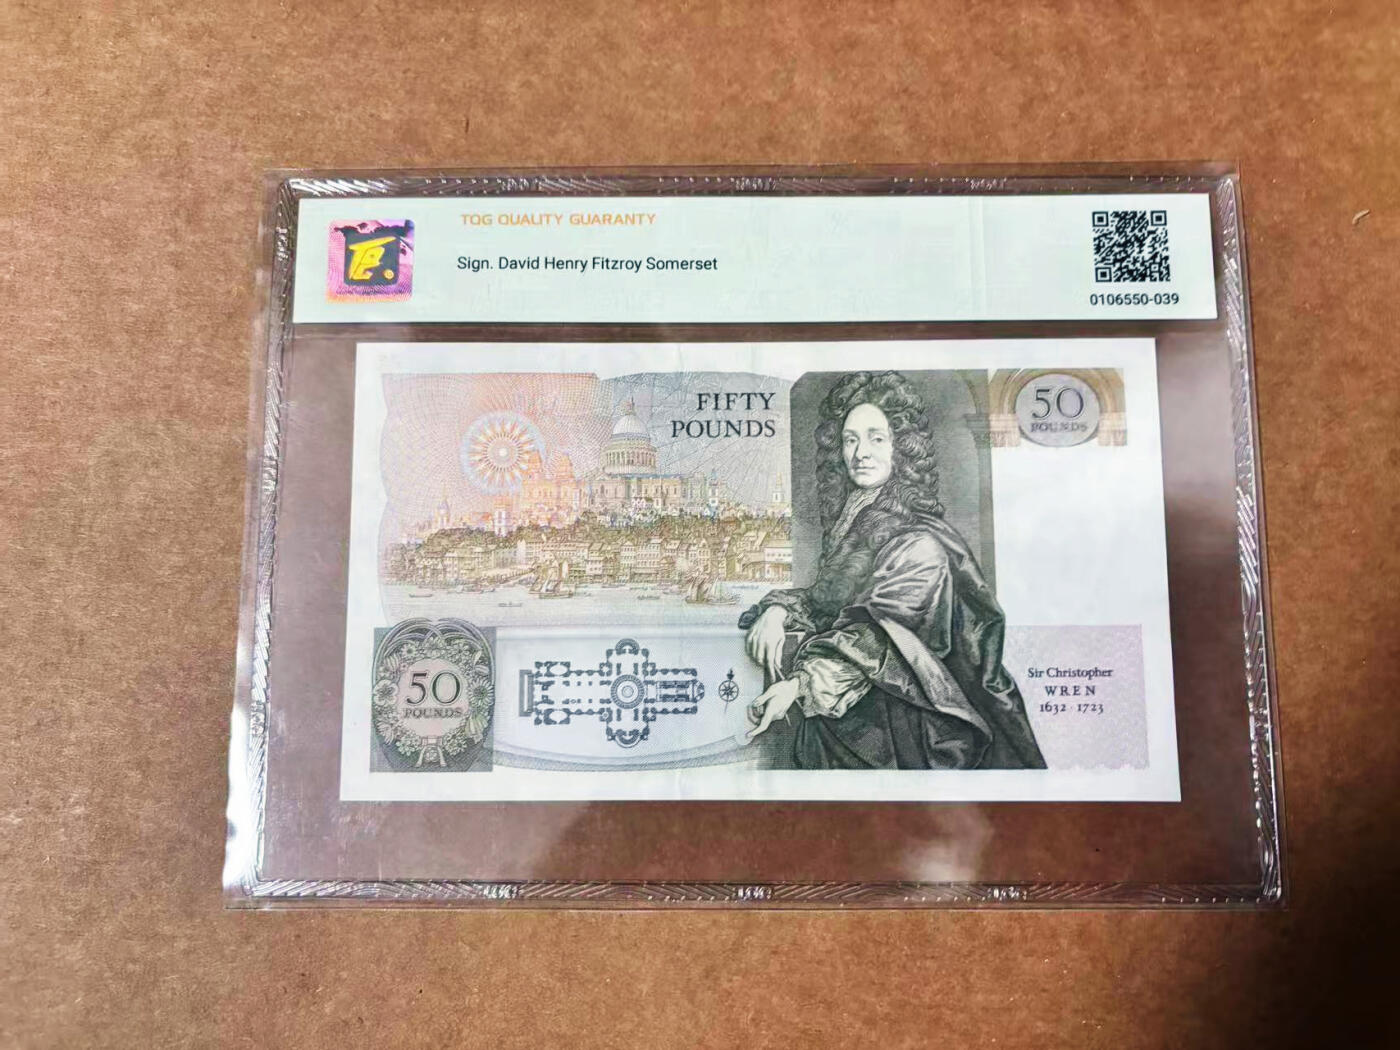 TQG QUALITY GUARANTY
Sign. David Henry Fitzroy Somerset
0106550-039
FIFTY
POUNDS
50
POUNDS
50
POUNDS
Sir Christopher
WREN
1632 · 1723